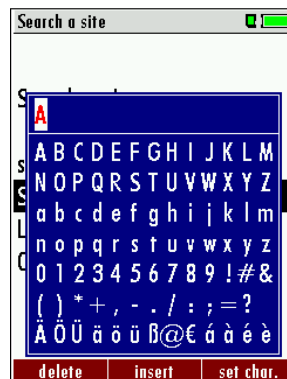 Search a site
A
A B C D E F G H I J K L M
N O P Q R S T U V W X Y Z
a b c d e f g h i j k l m
n o p q r s t u v w x y z
0 1 2 3 4 5 6 7 8 9 ! # &
( ) * + , - . / : ; = ?
Ä Ö Ü ä ö ü ß @ € á à é è
delete insert set char.